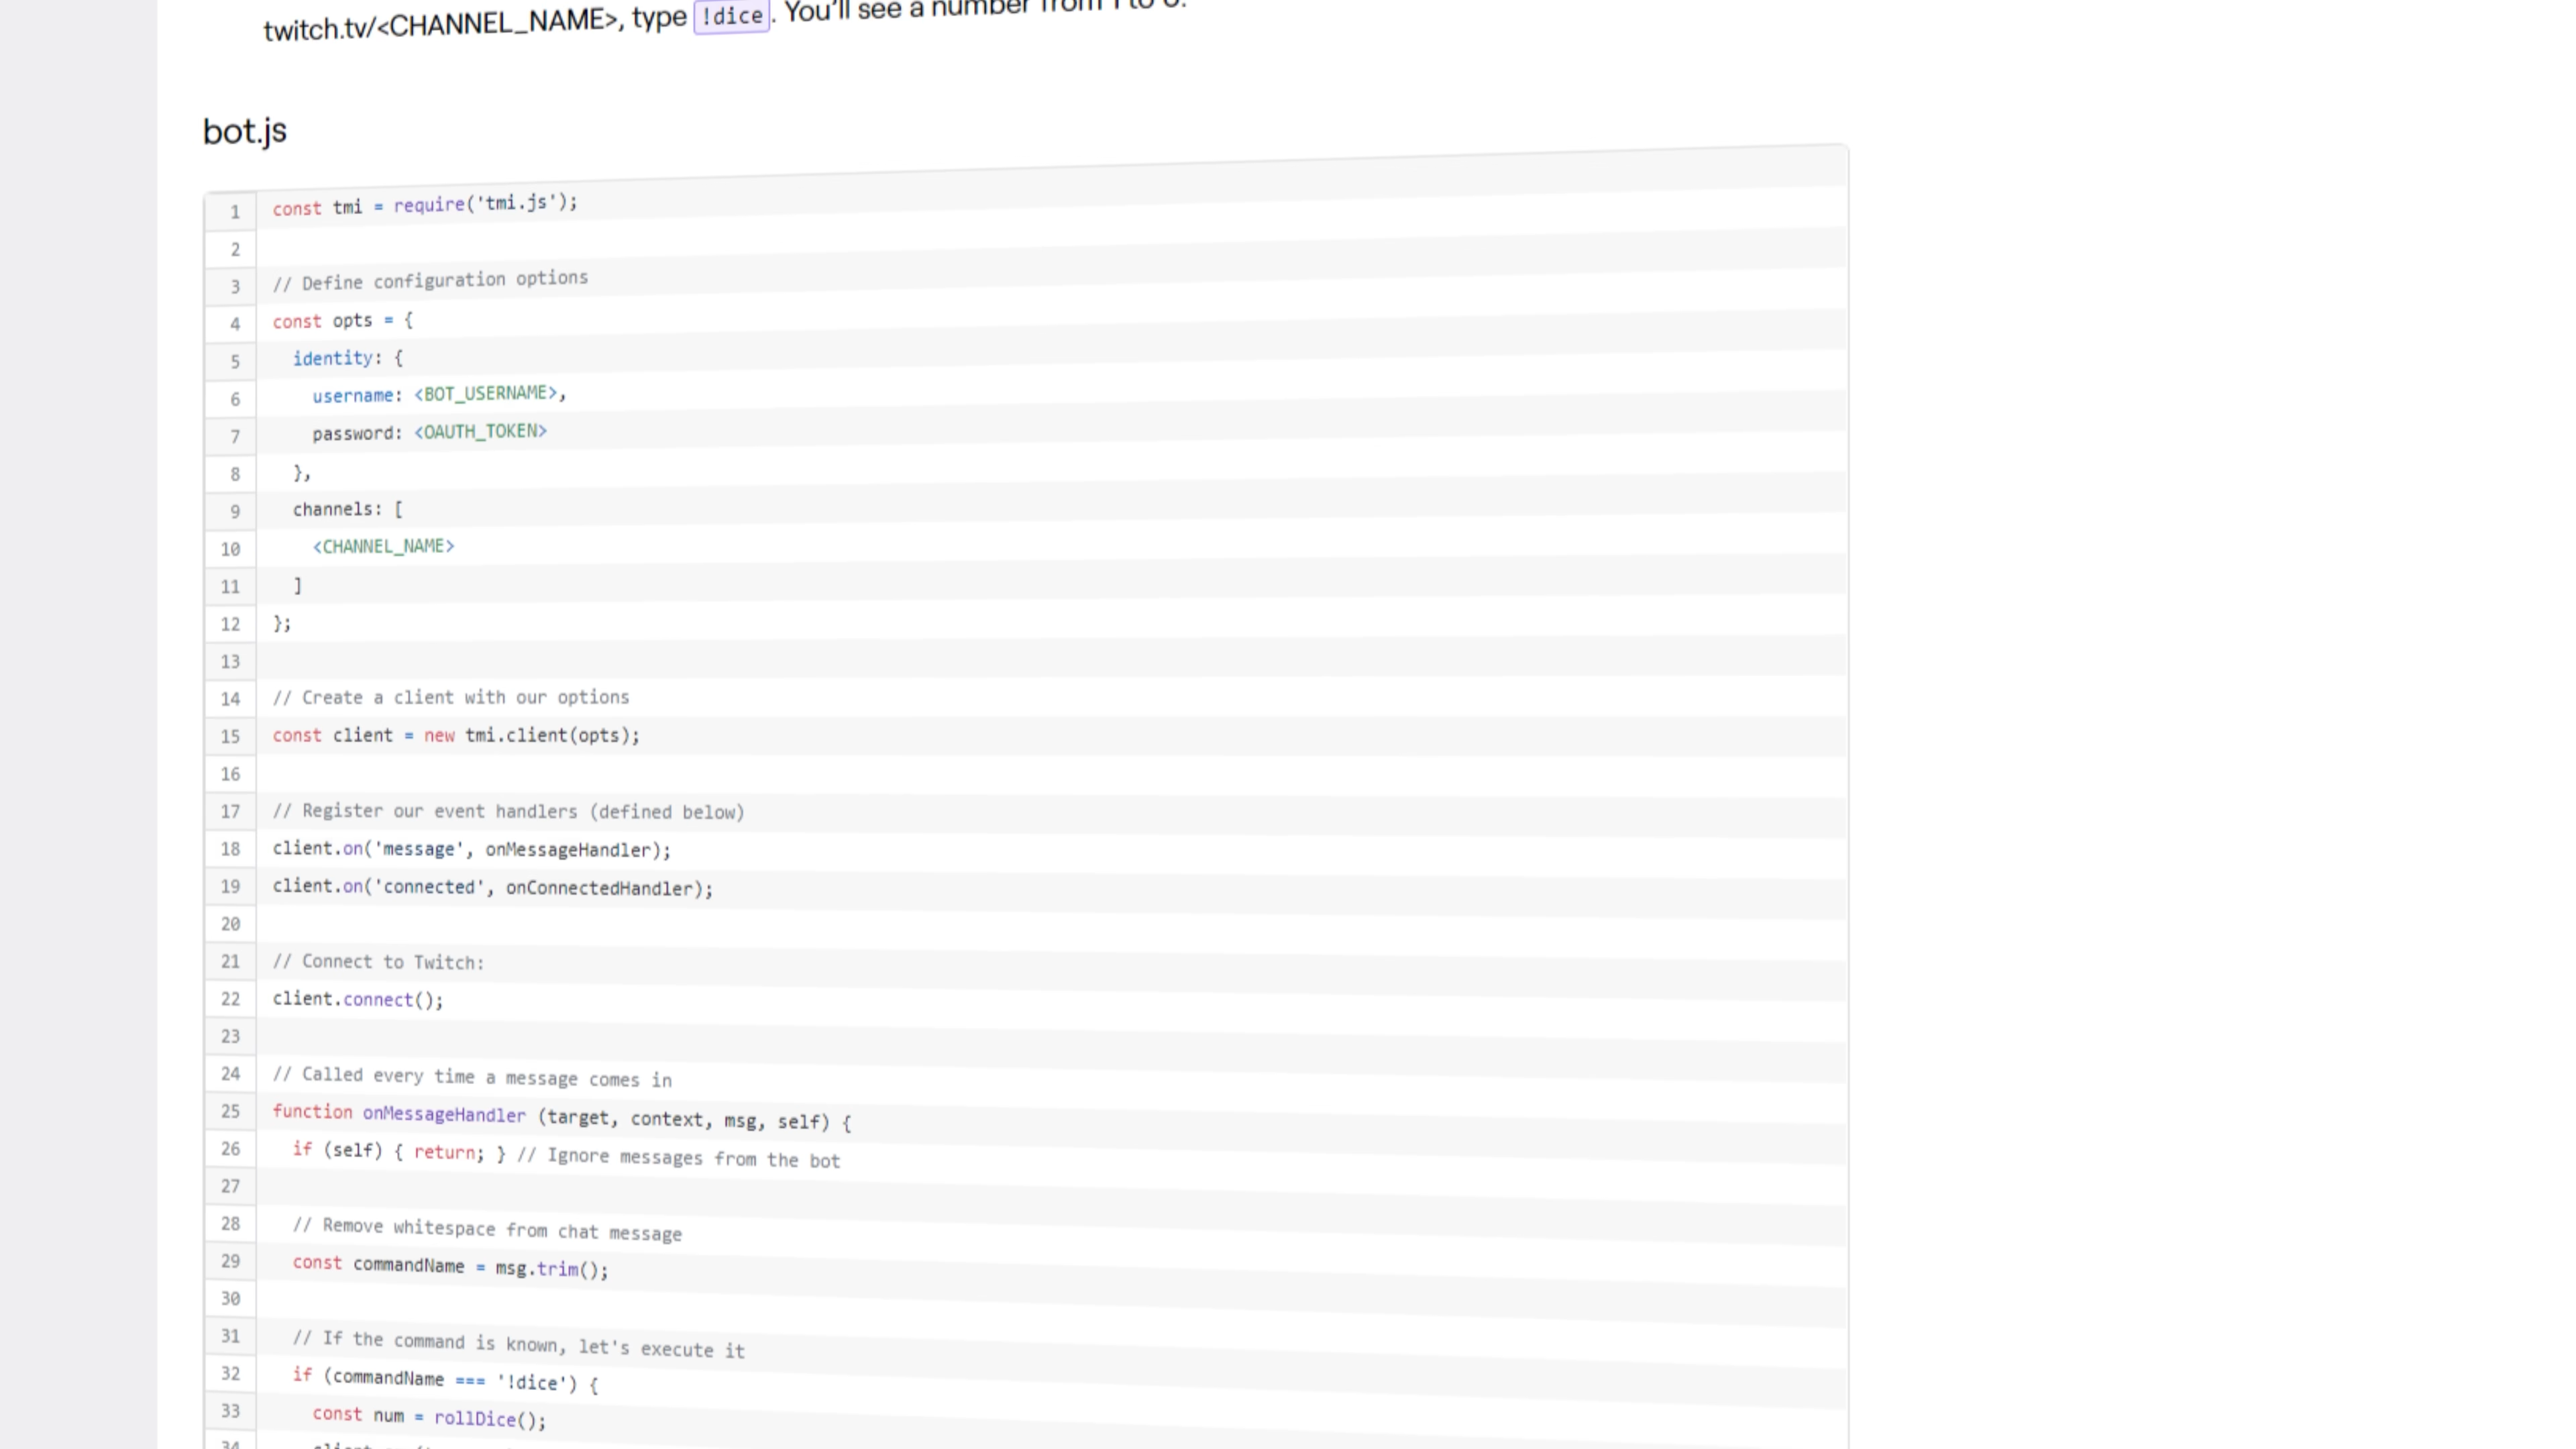 twitch.tv/<CHANNEL_NAME>, type !dice. You'll see a number from 1 to 6.
bot.js
1 const tmi = require('tmi.js');
2
3 // Define configuration options
4 const opts = {
5 identity: {
6 username: <BOT_USERNAME>,
7 password: <OAUTH_TOKEN>
8 },
9 channels: [
10 <CHANNEL_NAME>
11 ]
12 };
13
14 // Create a client with our options
15 const client = new tmi.client(opts);
16
17 // Register our event handlers (defined below)
18 client.on('message', onMessageHandler);
19 client.on('connected', onConnectedHandler);
20
21 // Connect to Twitch:
22 client.connect();
23
24 // Called every time a message comes in
25 function onMessageHandler (target, context, msg, self) {
26 if (self) { return; } // Ignore messages from the bot
27
28 // Remove whitespace from chat message
29 const commandName = msg.trim();
30
31 // If the command is known, let's execute it
32 if (commandName === '!dice') {
33 const num = rollDice();
34